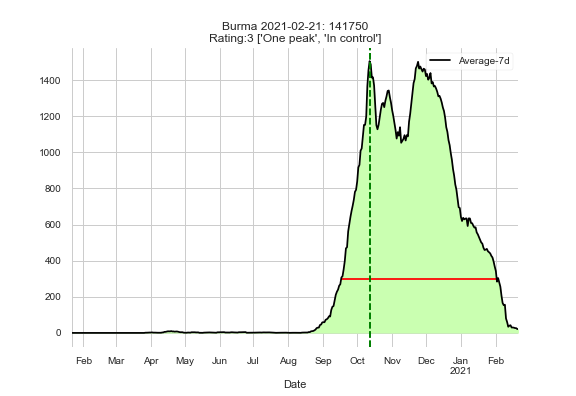 Burma 2021-02-21: 141750
Rating:3 ['One peak', 'In control']
Average-7d
1400
1200
1000
800
600
400
200
0
Feb Mar Apr May Jun Jul Aug Sep Oct Nov Dec Jan Feb
2021
Date